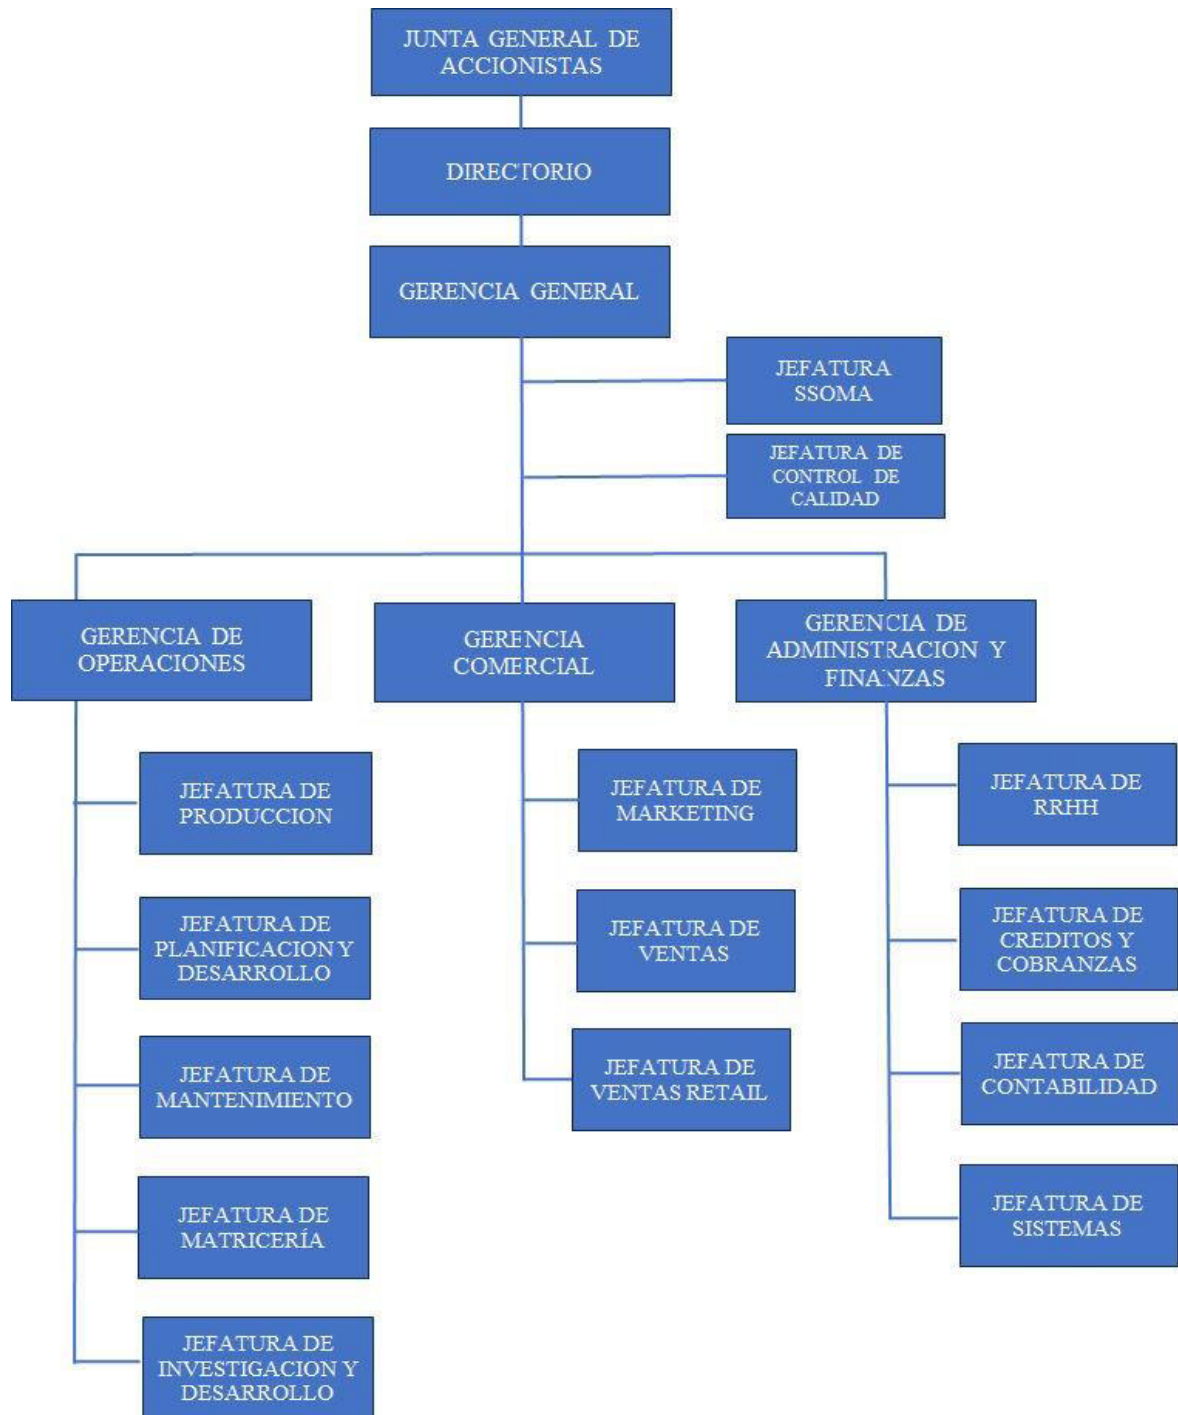 JUNTA GENERAL DE
ACCIONISTAS
DIRECTORIO
GERENCIA GENERAL
JEFATURA
SSOMA
JEFATURA DE
CONTROL DE
CALIDAD
GERENCIA DE
OPERACIONES
GERENCIA
COMERCIAL
GERENCIA DE
ADMINISTRACION Y
FINANZAS
JEFATURA DE
PRODUCCION
JEFATURA DE
PLANIFICACION Y
DESARROLLO
JEFATURA DE
MANTENIMIENTO
JEFATURA DE
MATRICERÍA
JEFATURA DE
INVESTIGACION Y
DESARROLLO
JEFATURA DE
MARKETING
JEFATURA DE
VENTAS
JEFATURA DE
VENTAS RETAIL
JEFATURA DE
RRHH
JEFATURA DE
CREDITOS Y
COBRANZAS
JEFATURA DE
CONTABILIDAD
JEFATURA DE
SISTEMAS